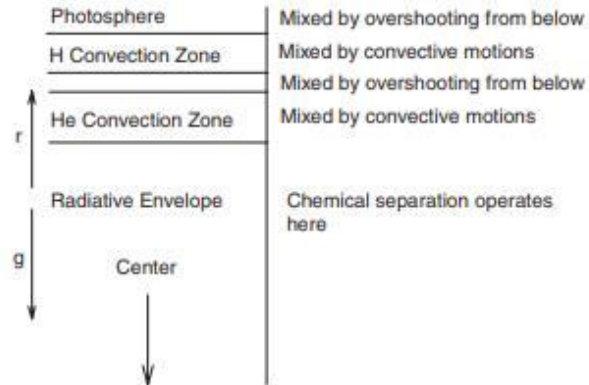 Photosphere Mixed by overshooting from below
H Convection Zone Mixed by convective motions
Mixed by overshooting from below
He Convection Zone Mixed by convective motions
r
Radiative Envelope Chemical separation operates
here
g
Center